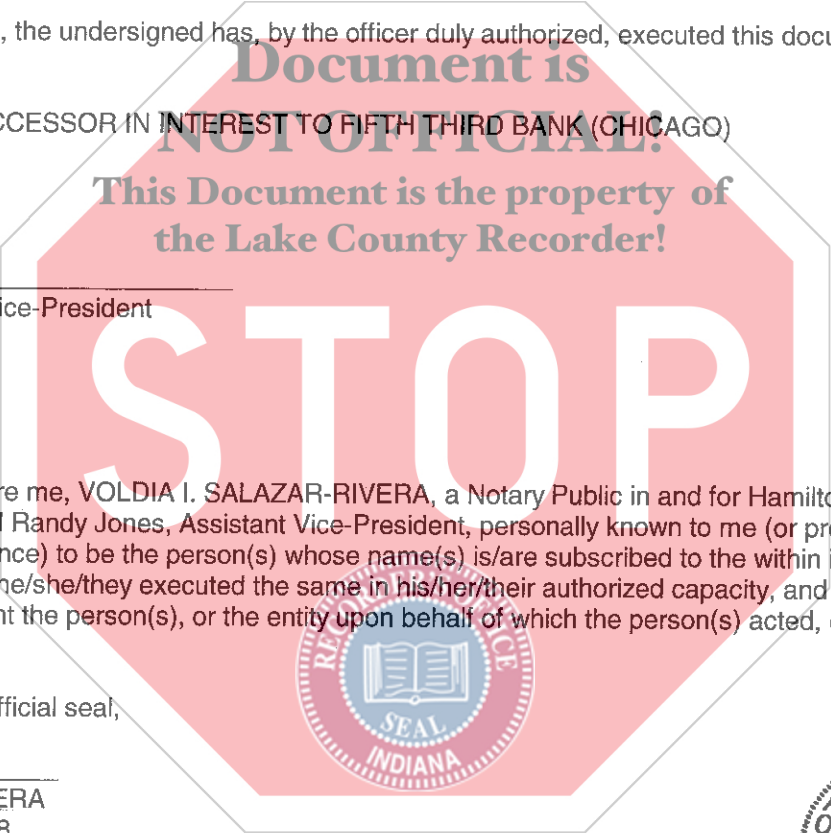 , the undersigned has, by the officer duly authorized, executed this docu
Document is
CCESSOR IN INTEREST TO FIFTH THIRD BANK (CHICAGO)
NOT OFFICIAL!
This Document is the property of
the Lake County Recorder!
ice-President
STOP
re me, VOLDIA I. SALAZAR-RIVERA, a Notary Public in and for Hamilto
Randy Jones, Assistant Vice-President, personally known to me (or pro
nce) to be the person(s) whose name(s) is/are subscribed to the within i
he/she/they executed the same in his/her/their authorized capacity, and
nt the person(s), or the entity upon behalf of which the person(s) acted,
RECORDER'S OFFICE
SEAL
INDIANA
fficial seal,
ERA